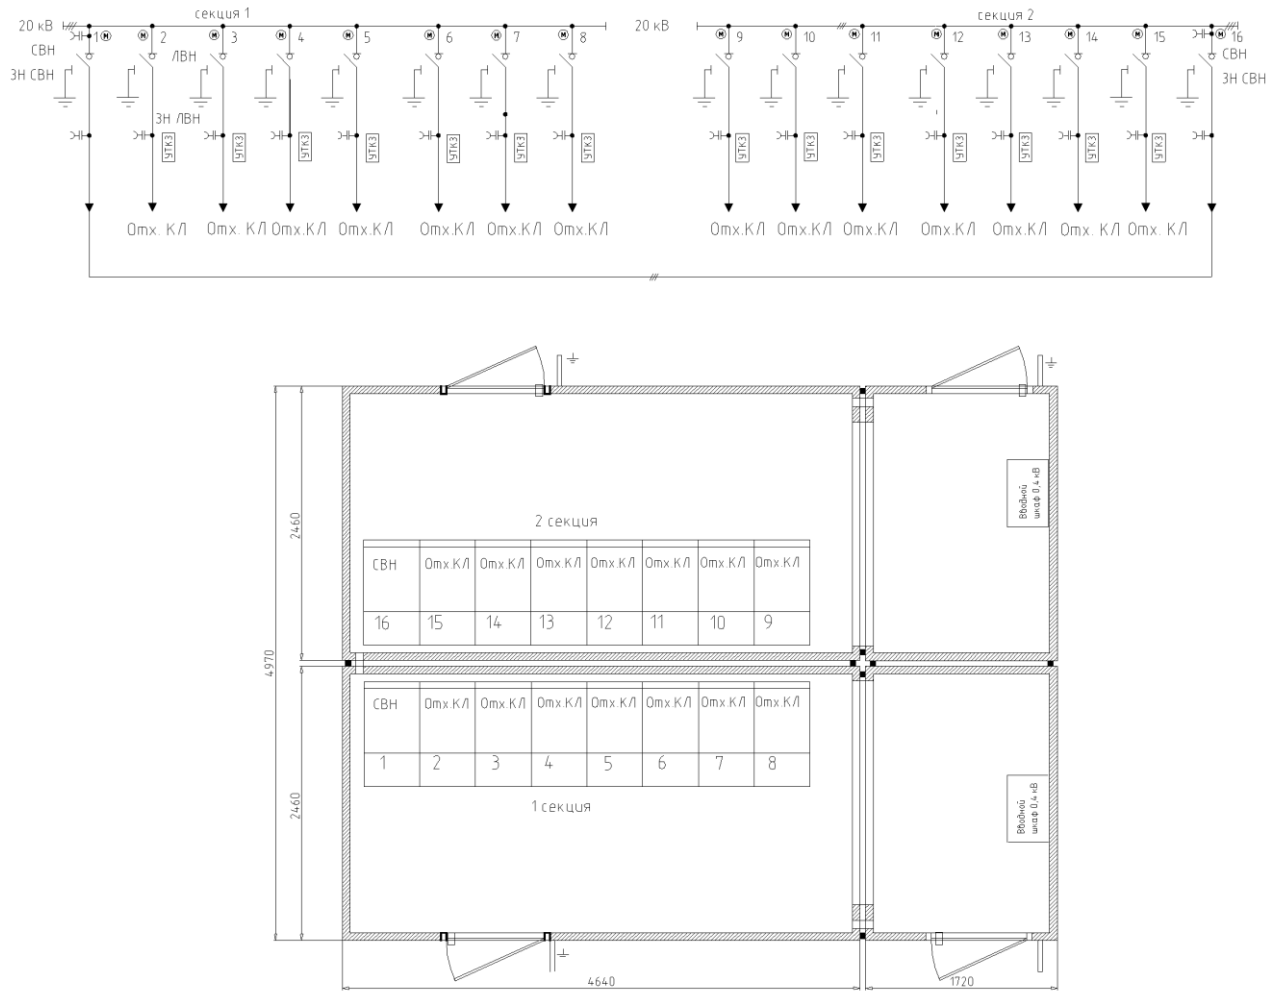 секция 1
секция 2
20 кВ
20 кВ
1 М
М 2
М 3
М 4
М 5
М 6
М 7
М 8
М 9
М 10
М 11
М 12
М 13
М 14
М 15
М 16
СВН
ЛВН
СВН
ЗН СВН
ЗН СВН
ЗН ЛВН
УТКЗ
УТКЗ
УТКЗ
УТКЗ
УТКЗ
УТКЗ
УТКЗ
УТКЗ
УТКЗ
УТКЗ
УТКЗ
УТКЗ
УТКЗ
УТКЗ
Отх. КЛ
Отх. КЛ
Отх.КЛ
Отх.КЛ
Отх.КЛ
Отх.КЛ
Отх.КЛ
Отх.КЛ
Отх.КЛ
Отх.КЛ
Отх.КЛ
Отх.КЛ
Отх. КЛ
Отх. КЛ
Вводной
шкаф 0,4 кВ
2460
2 секция
СВН
Отх.КЛ
Отх.КЛ
Отх.КЛ
Отх.КЛ
Отх.КЛ
Отх.КЛ
Отх.КЛ
16
15
14
13
12
11
10
9
4970
СВН
Отх.КЛ
Отх.КЛ
Отх.КЛ
Отх.КЛ
Отх.КЛ
Отх.КЛ
Отх.КЛ
1
2
3
4
5
6
7
8
2460
1 секция
Вводной
шкаф 0,4 кВ
4640
1720